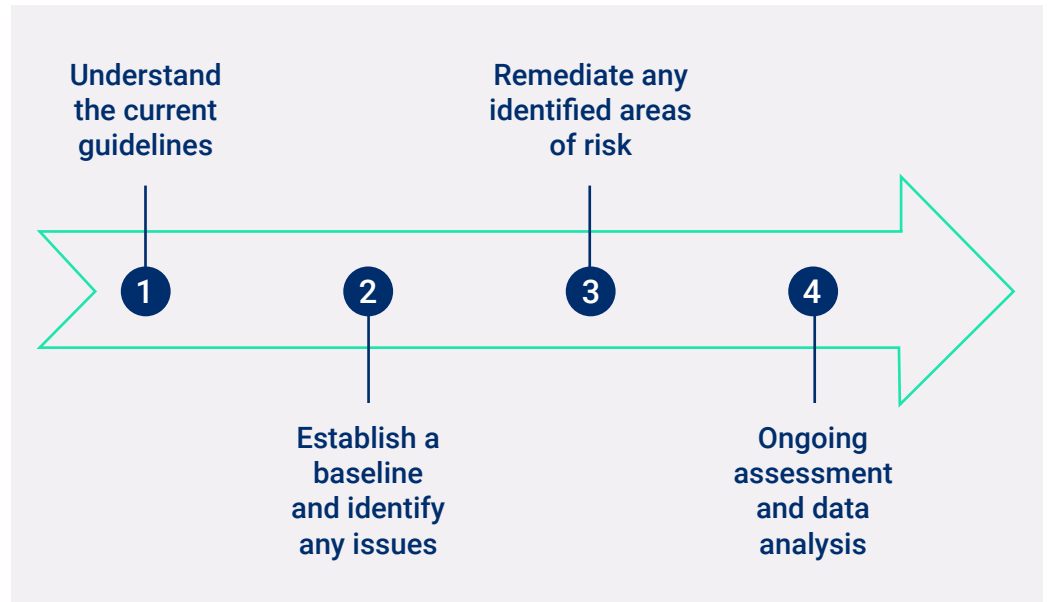 Understand
the current
guidelines
1
2
Establish a
baseline
and identify
any issues
Remediate any
identified areas
of risk
3
4
Ongoing
assessment
and data
analysis